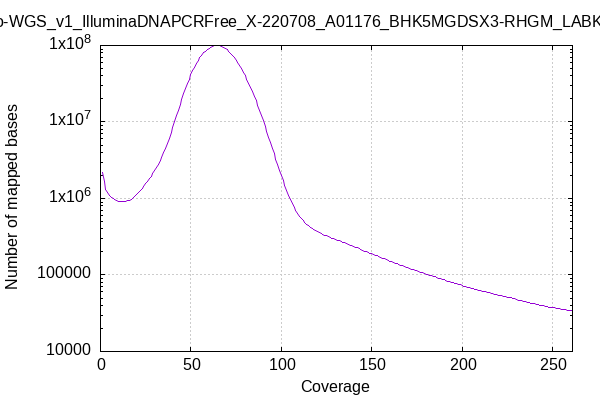 -WGS_v1_IlluminaDNAPCRFree_X-220708_A01176_BHK5MGDSX3-RHGM_LABK
1x10^8
1x10^7
1x10^6
100000
10000
Number of mapped bases
0 50 100 150 200 250
Coverage